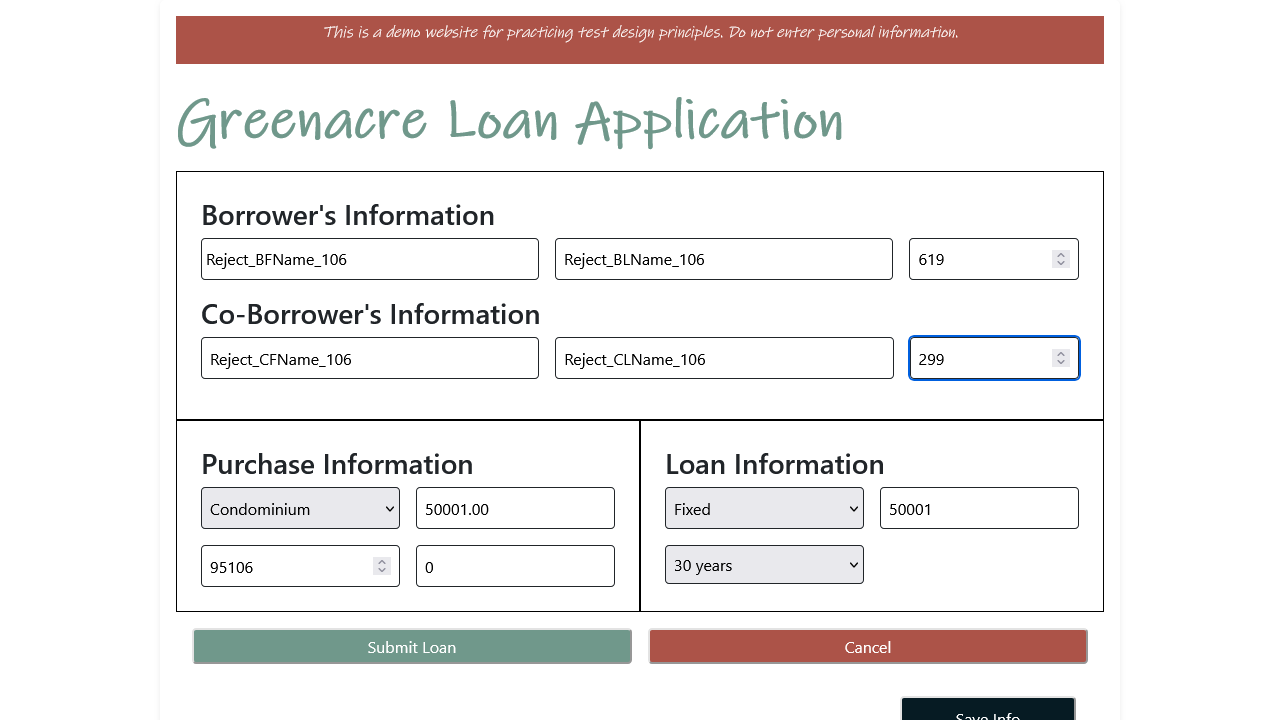 This is a demo website for practicing test design principles. Do not enter personal information.
Greenacre Loan Application
Borrower's Information
Reject_BFName_106
Reject_BLName_106
619
Co-Borrower's Information
Reject_CFName_106
Reject_CLName_106
299
Purchase Information
Condominium
50001.00
95106
0
Loan Information
Fixed
50001
30 years
Submit Loan
Cancel
Save Info